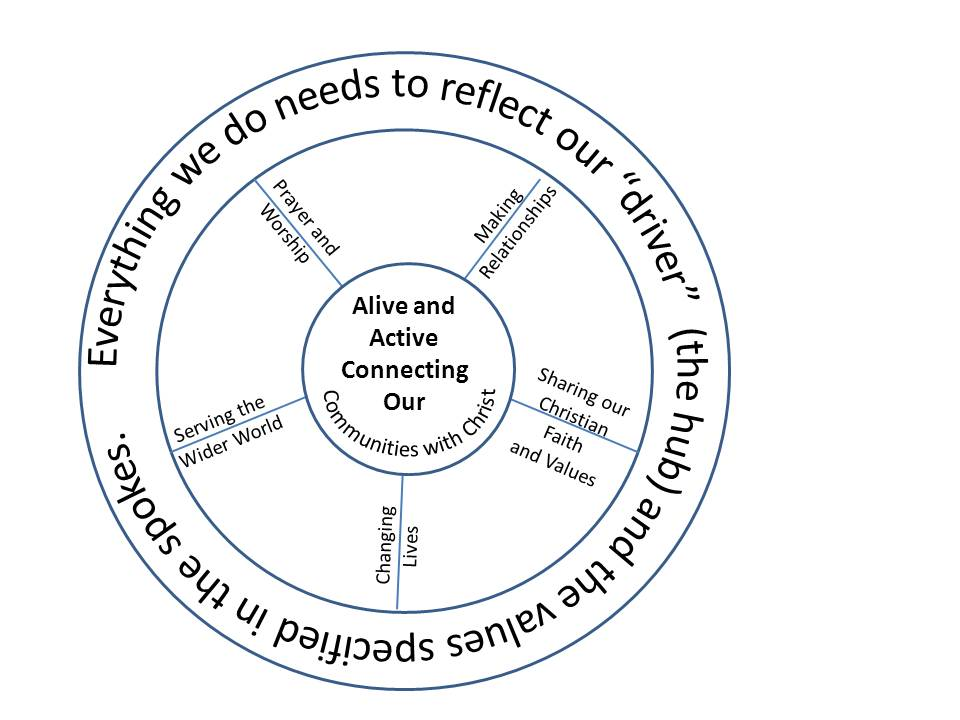 Everything we do needs to reflect our “driver” (the hub) and the values specified in the spokes.
Prayer and
Worship
Making
Relationships
Alive and
Active
Connecting
Our
Communities with Christ
Sharing our
Christian
Faith
and Values
Serving the
Wider World
Changing
Lives